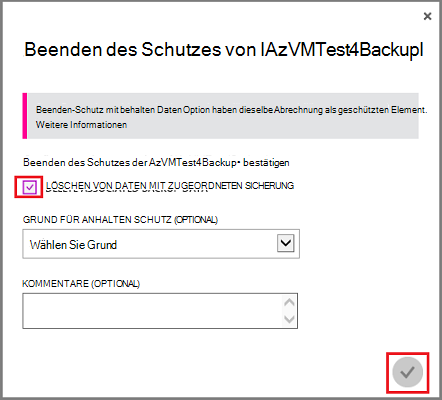 Beenden des Schutzes von IAzVMTest4BackupI
Beenden-Schutz mit behalten Daten Option haben dieselbe Abrechnung als geschützten Element.
Weitere Informationen
Beenden des Schutzes der AzVMTest4Backup• bestätigen
LÖSCHEN VON DATEN MIT ZUGEORDNETEN SICHERUNG
GRUND FÜR ANHALTEN SCHUTZ (OPTIONAL)
Wählen Sie Grund
KOMMENTARE (OPTIONAL)